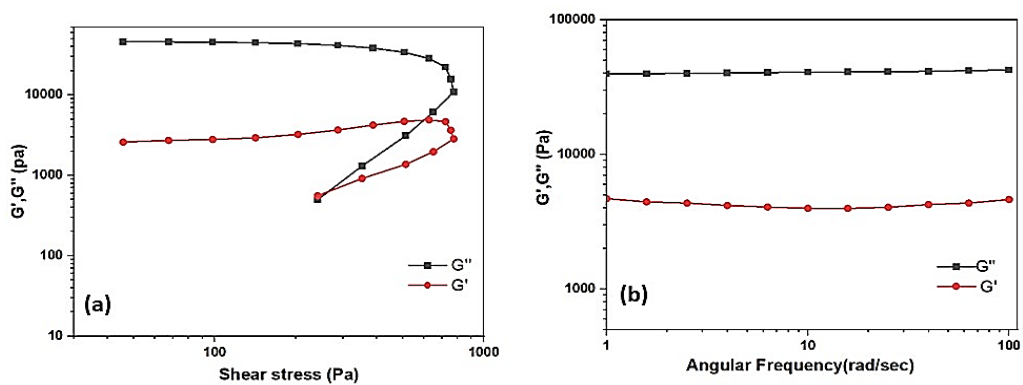 10000
1000
100
10
G',G'' (pa)
100
1000
Shear stress (Pa)
G''
G'
(a)
100000
10000
1000
G',G'' (Pa)
1
10
100
Angular Frequency(rad/sec)
G''
G'
(b)